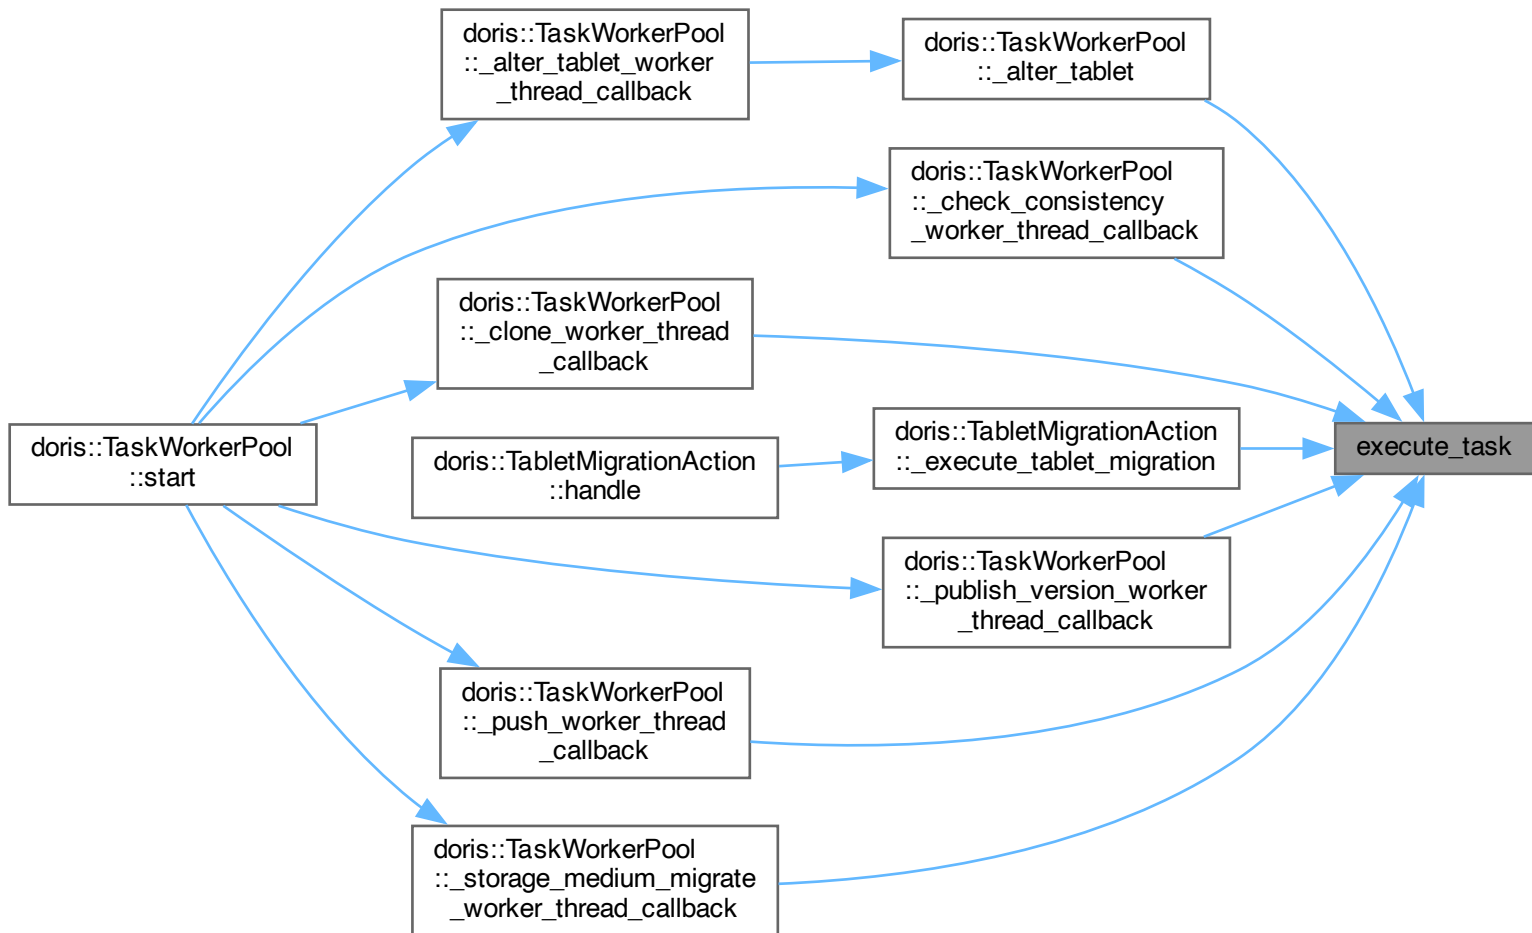 doris::TaskWorkerPool
::_alter_tablet_worker
_thread_callback
doris::TaskWorkerPool
::_alter_tablet
doris::TaskWorkerPool
::_check_consistency
_worker_thread_callback
doris::TaskWorkerPool
::_clone_worker_thread
_callback
doris::TaskWorkerPool
::start
doris::TabletMigrationAction
::handle
doris::TabletMigrationAction
::_execute_tablet_migration
execute_task
doris::TaskWorkerPool
::_publish_version_worker
_thread_callback
doris::TaskWorkerPool
::_push_worker_thread
_callback
doris::TaskWorkerPool
::_storage_medium_migrate
_worker_thread_callback